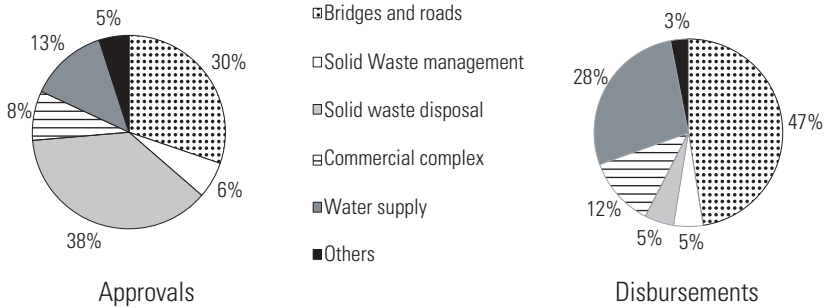 5%
13%
30%
8%
6%
38%
Approvals
Bridges and roads
Solid Waste management
Solid waste disposal
Commercial complex
Water supply
Others
3%
28%
47%
12%
5%
5%
Disbursements